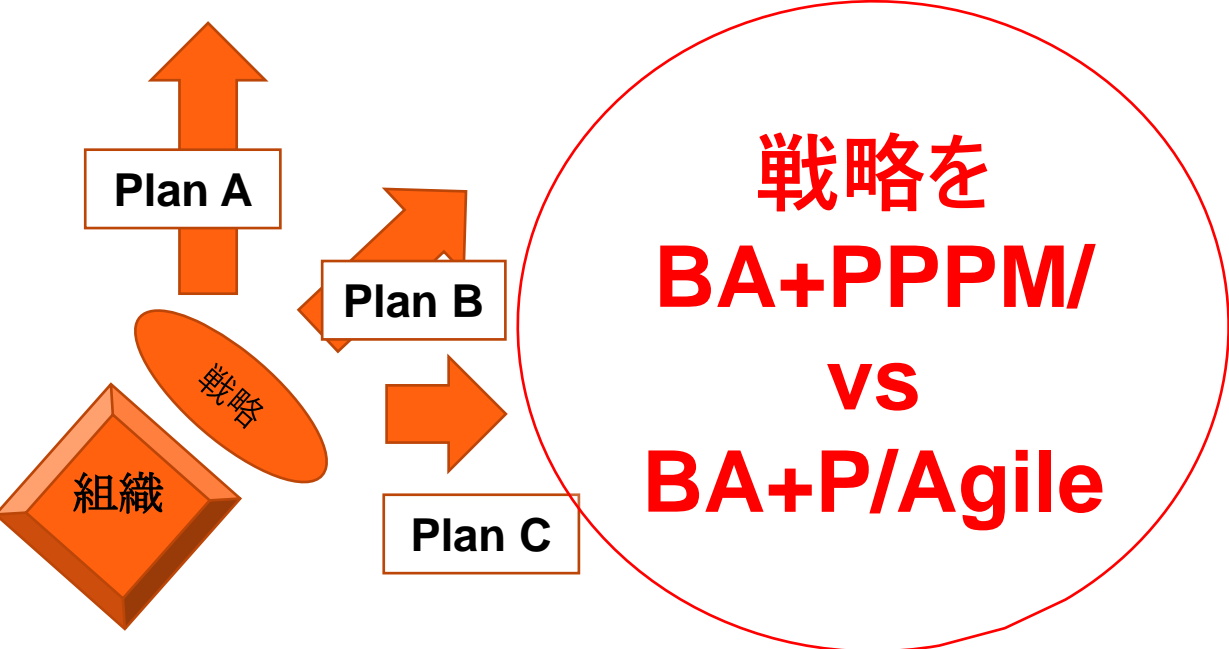 Plan A
Plan B
戦略
組織
Plan C
戦略を
BA+PPPM/
vs
BA+P/Agile